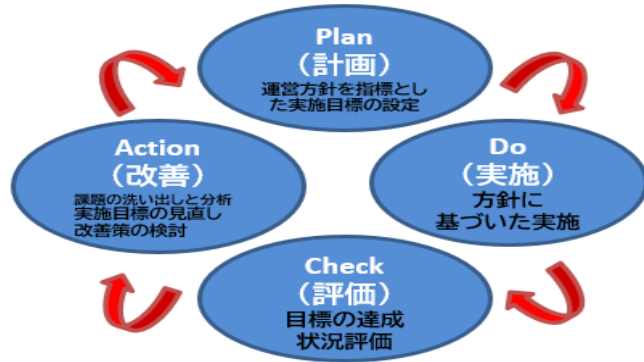 Plan
（計画）
運営方針を指標とし
た実施目標の設定
Do
（実施）
方針に
基づいた実施
Check
（評価）
目標の達成
状況評価
Action
（改善）
課題の洗い出しと分析
実施目標の見直し
改善策の検討